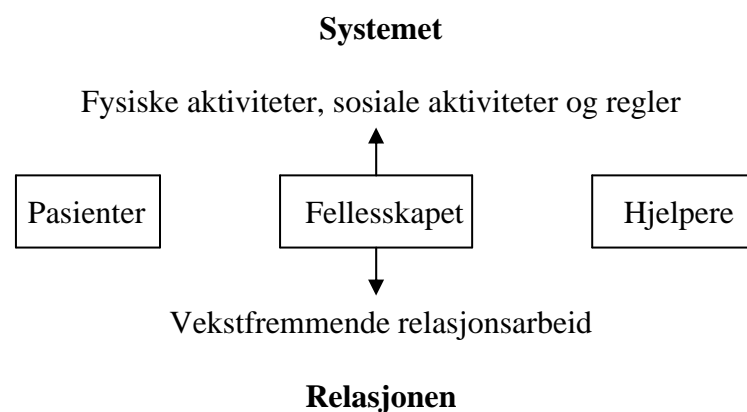 Systemet
Fysiske aktiviteter, sosiale aktiviteter og regler
Pasienter Fellesskapet Hjelpere
Vekstfremmende relasjonsarbeid
Relasjonen